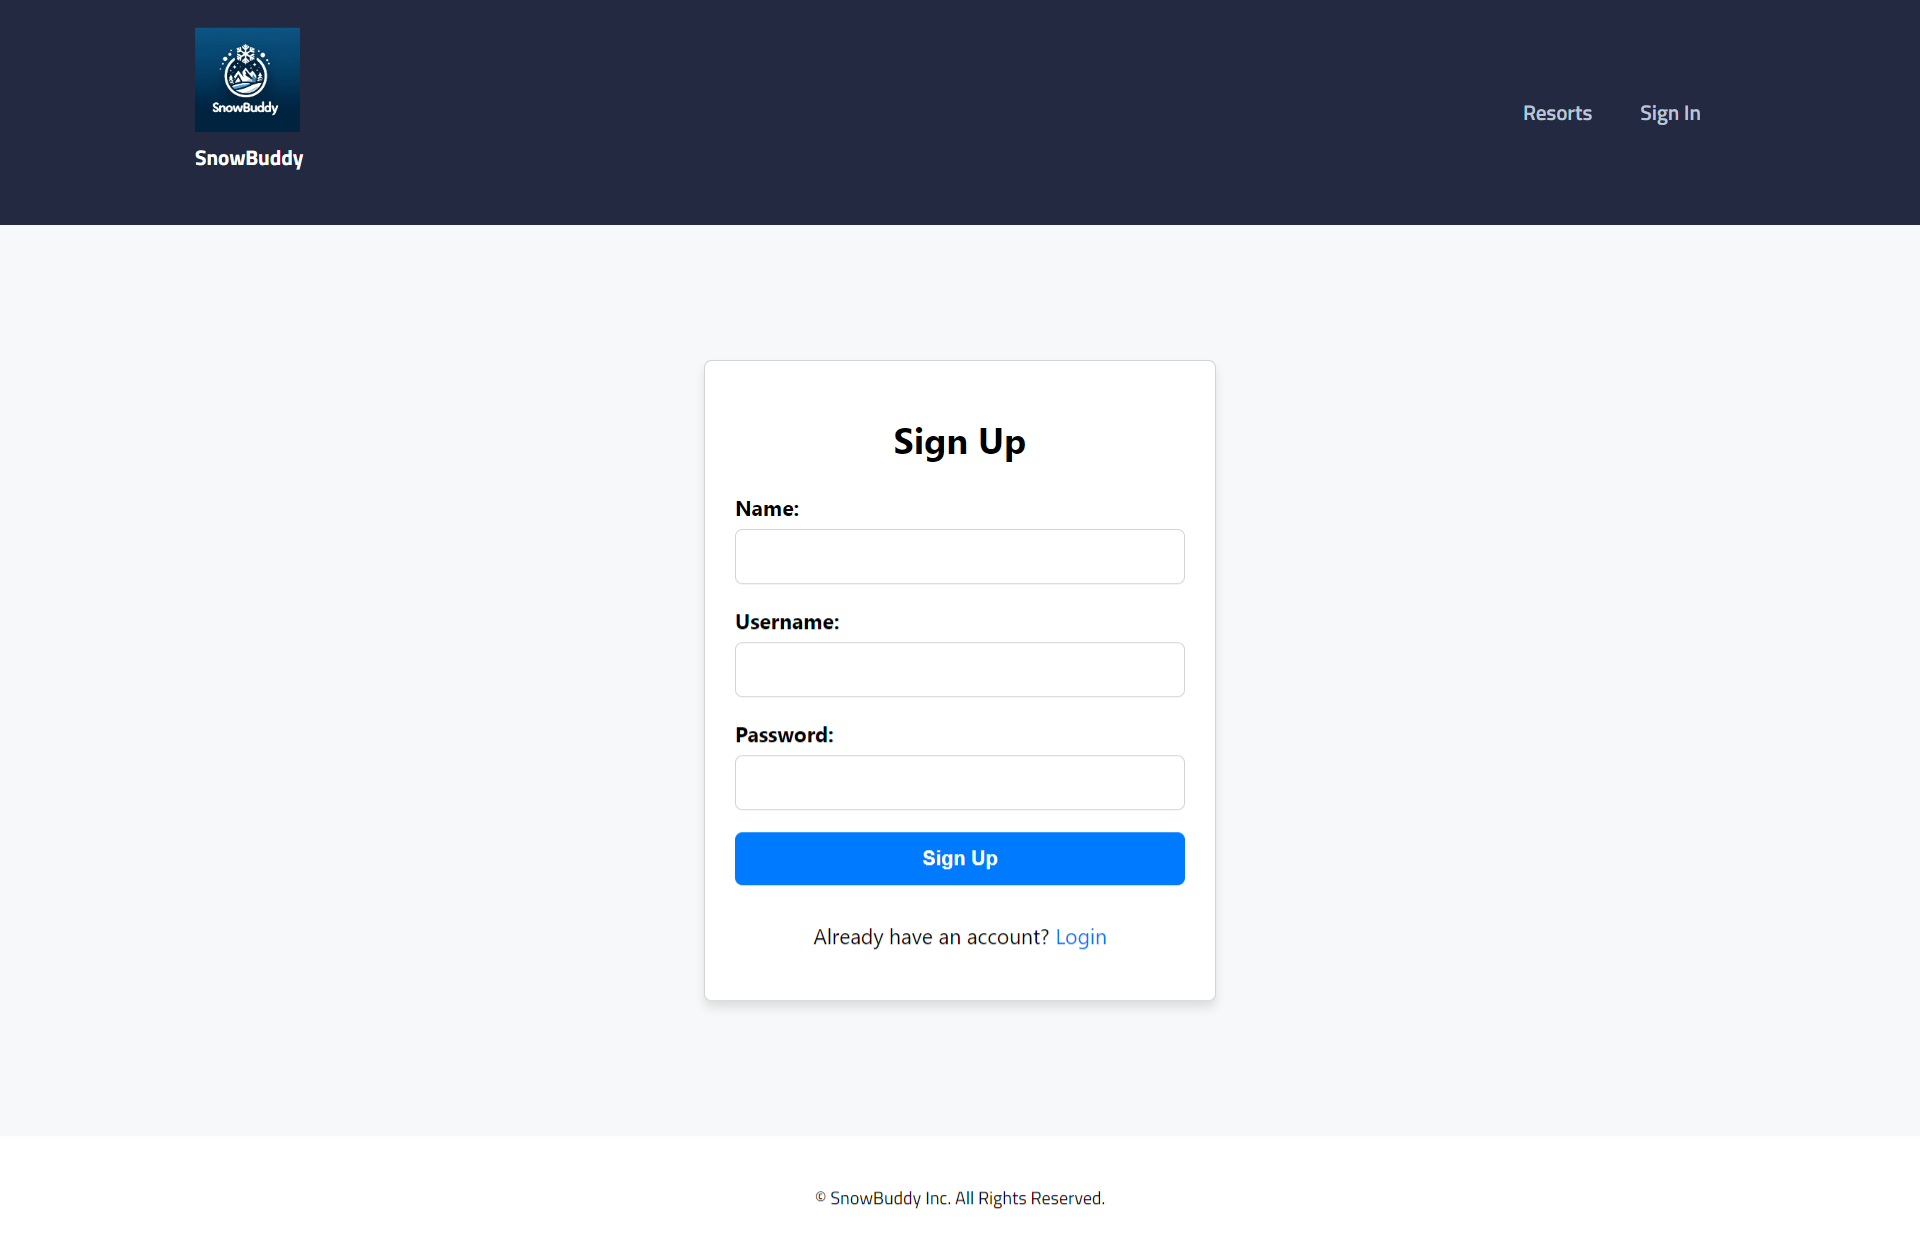 SnowBuddy
SnowBuddy
Resorts
Sign In
Sign Up
Name:
Username:
Password:
Sign Up
Already have an account? Login
© SnowBuddy Inc. All Rights Reserved.